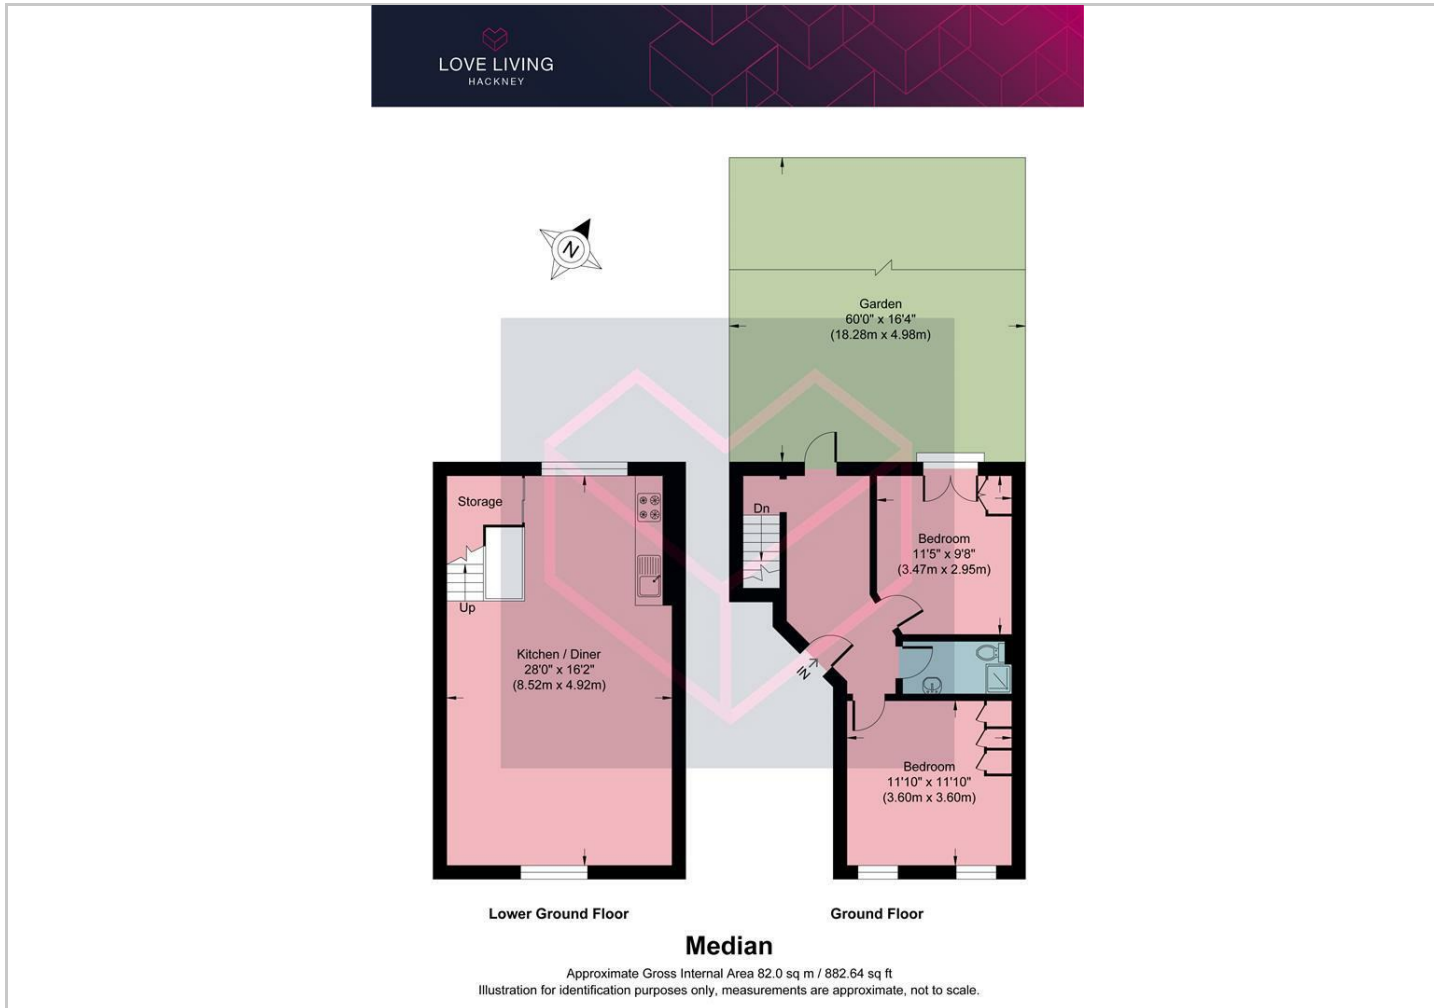 LOVE LIVING
HACKNEY
N
Garden
60'0" x 16'4"
(18.28m x 4.98m)
Storage
Up
Kitchen / Diner
28'0" x 16'2"
(8.52m x 4.92m)
Dn
Bedroom
11'5" x 9'8"
(3.47m x 2.95m)
IN
Bedroom
11'10" x 11'10"
(3.60m x 3.60m)
Lower Ground Floor
Ground Floor
Median
Approximate Gross Internal Area 82.0 sq m / 882.64 sq ft
Illustration for identification purposes only, measurements are approximate, not to scale.